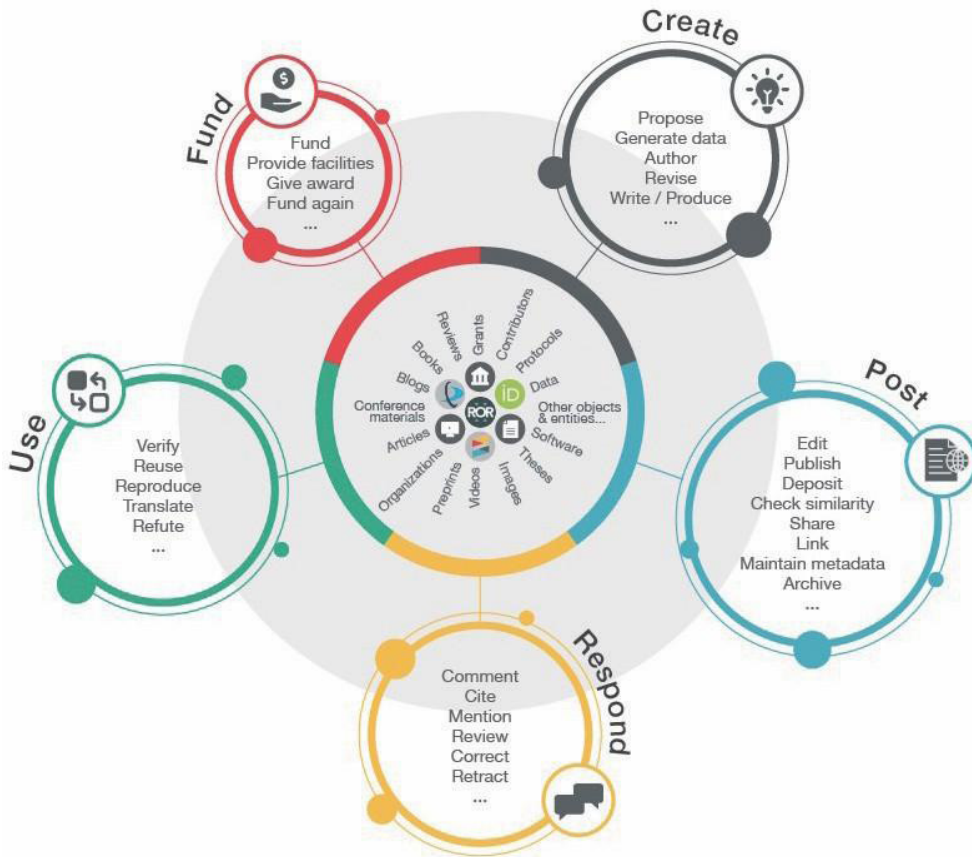 Fund
Fund
Provide facilities
Give award
Fund again
...
Create
Propose
Generate data
Author
Revise
Write / Produce
...
Post
Edit
Publish
Deposit
Check similarity
Share
Link
Maintain metadata
Archive
...
Respond
Comment
Cite
Mention
Review
Correct
Retract
...
Use
Verify
Reuse
Reproduce
Translate
Refute
...
Grants
Contributors
Protocols
Data
Other objects
& entities...
Software
Theses
Images
Videos
Preprints
Organizations
Articles
Conference
materials
Blogs
Books
Reviews
iD
ROR
$